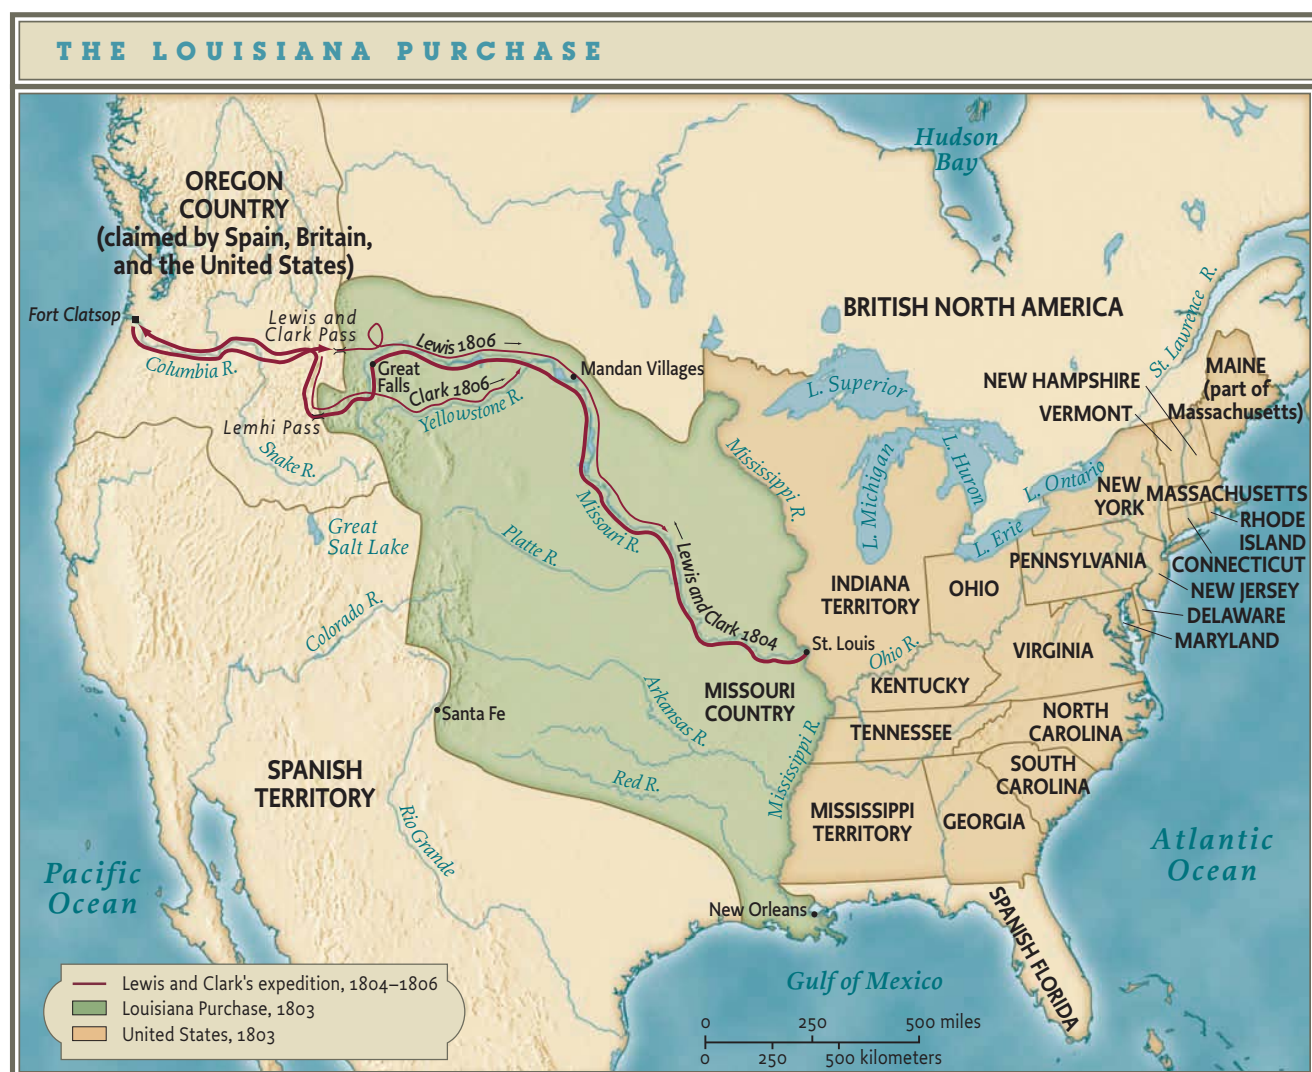 THE LOUISIANA PURCHASE
Hudson
Bay
OREGON
COUNTRY
(claimed by Spain, Britain,
and the United States)
Fort Clatsop
Lewis and
Clark Pass
Columbia R.
Lewis 1806
Great
Falls
Clark 1806
Yellowstone R.
Mandan Villages
Lemhi Pass
Snake R.
BRITISH NORTH AMERICA
St. Lawrence R.
L. Superior
NEW HAMPSHIRE
VERMONT
MAINE
(part of
Massachusetts)
Mississippi R.
L. Michigan
L. Huron
L. Ontario
L. Erie
NEW
YORK
MASSACHUSETTS
RHODE
ISLAND
CONNECTICUT
NEW JERSEY
DELAWARE
MARYLAND
PENNSYLVANIA
Great
Salt Lake
Platte R.
Missouri R.
Lewis and Clark 1804
INDIANA
TERRITORY
OHIO
Colorado R.
St. Louis
Ohio R.
VIRGINIA
KENTUCKY
MISSOURI
COUNTRY
Arkansas R.
Santa Fe
TENNESSEE
NORTH
CAROLINA
SOUTH
CAROLINA
SPANISH
TERRITORY
Red R.
Mississippi R.
MISSISSIPPI
TERRITORY
GEORGIA
Rio Grande
Pacific
Ocean
Atlantic
Ocean
New Orleans
SPANISH FLORIDA
Gulf of Mexico
Lewis and Clark's expedition, 1804–1806
Louisiana Purchase, 1803
United States, 1803
0 250 500 miles
0 250 500 kilometers